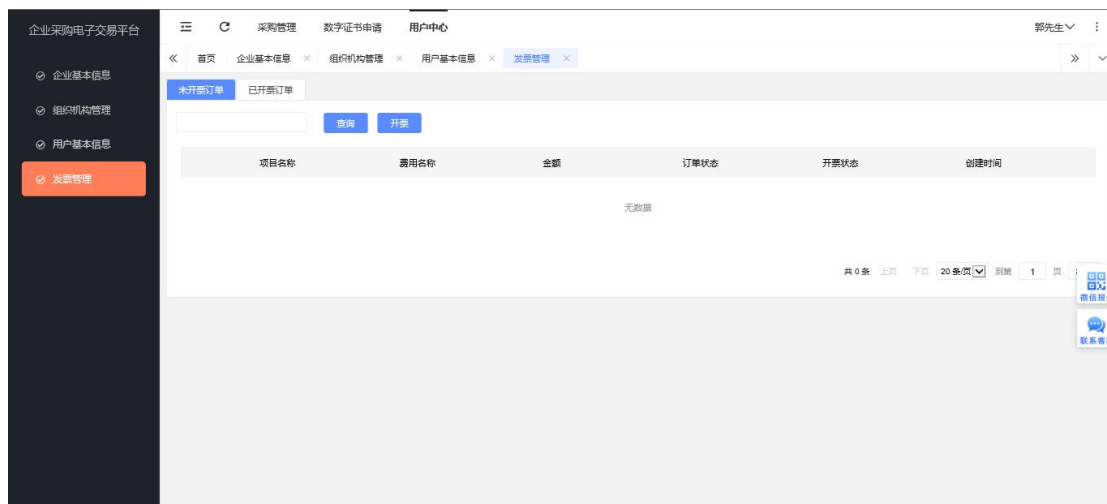 企业采购电子交易平台
采购管理 数字证书申请 用户中心 郭先生
首页 企业基本信息 组织机构管理 用户基本信息 发票管理
企业基本信息
组织机构管理
用户基本信息
发票管理
未开票订单 已开票订单
查询 开票
项目名称 费用名称 金额 订单状态 开票状态 创建时间
无数据
共 0 条 上页 下页 20 条/页 到第 1 页
微信报
联系客